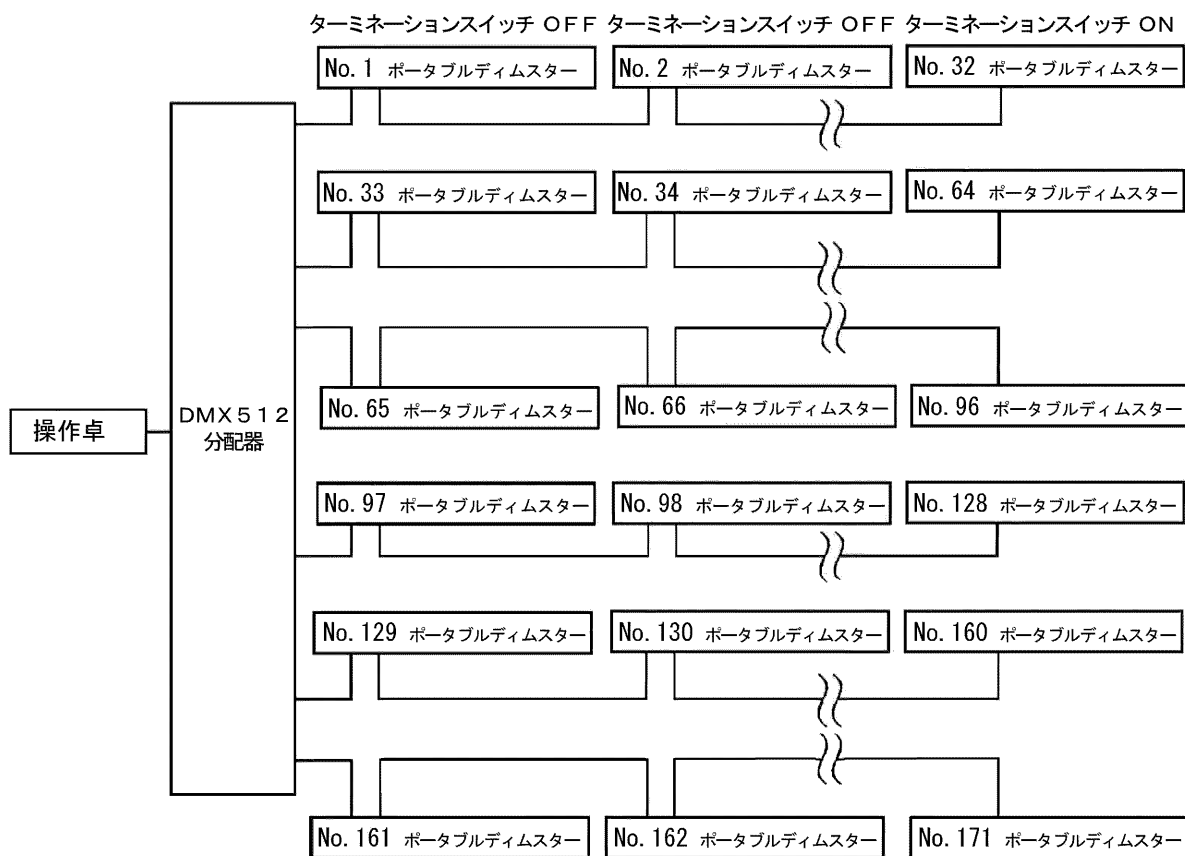 ターミネーションスイッチ OFF ターミネーションスイッチ OFF ターミネーションスイッチ ON
No. 1 ポータブルディムスター
No. 2 ポータブルディムスター
No. 32 ポータブルディムスター
No. 33 ポータブルディムスター
No. 34 ポータブルディムスター
No. 64 ポータブルディムスター
No. 65 ポータブルディムスター
No. 66 ポータブルディムスター
No. 96 ポータブルディムスター
操作卓
DMX512
分配器
No. 97 ポータブルディムスター
No. 98 ポータブルディムスター
No. 128 ポータブルディムスター
No. 129 ポータブルディムスター
No. 130 ポータブルディムスター
No. 160 ポータブルディムスター
No. 161 ポータブルディムスター
No. 162 ポータブルディムスター
No. 171 ポータブルディムスター